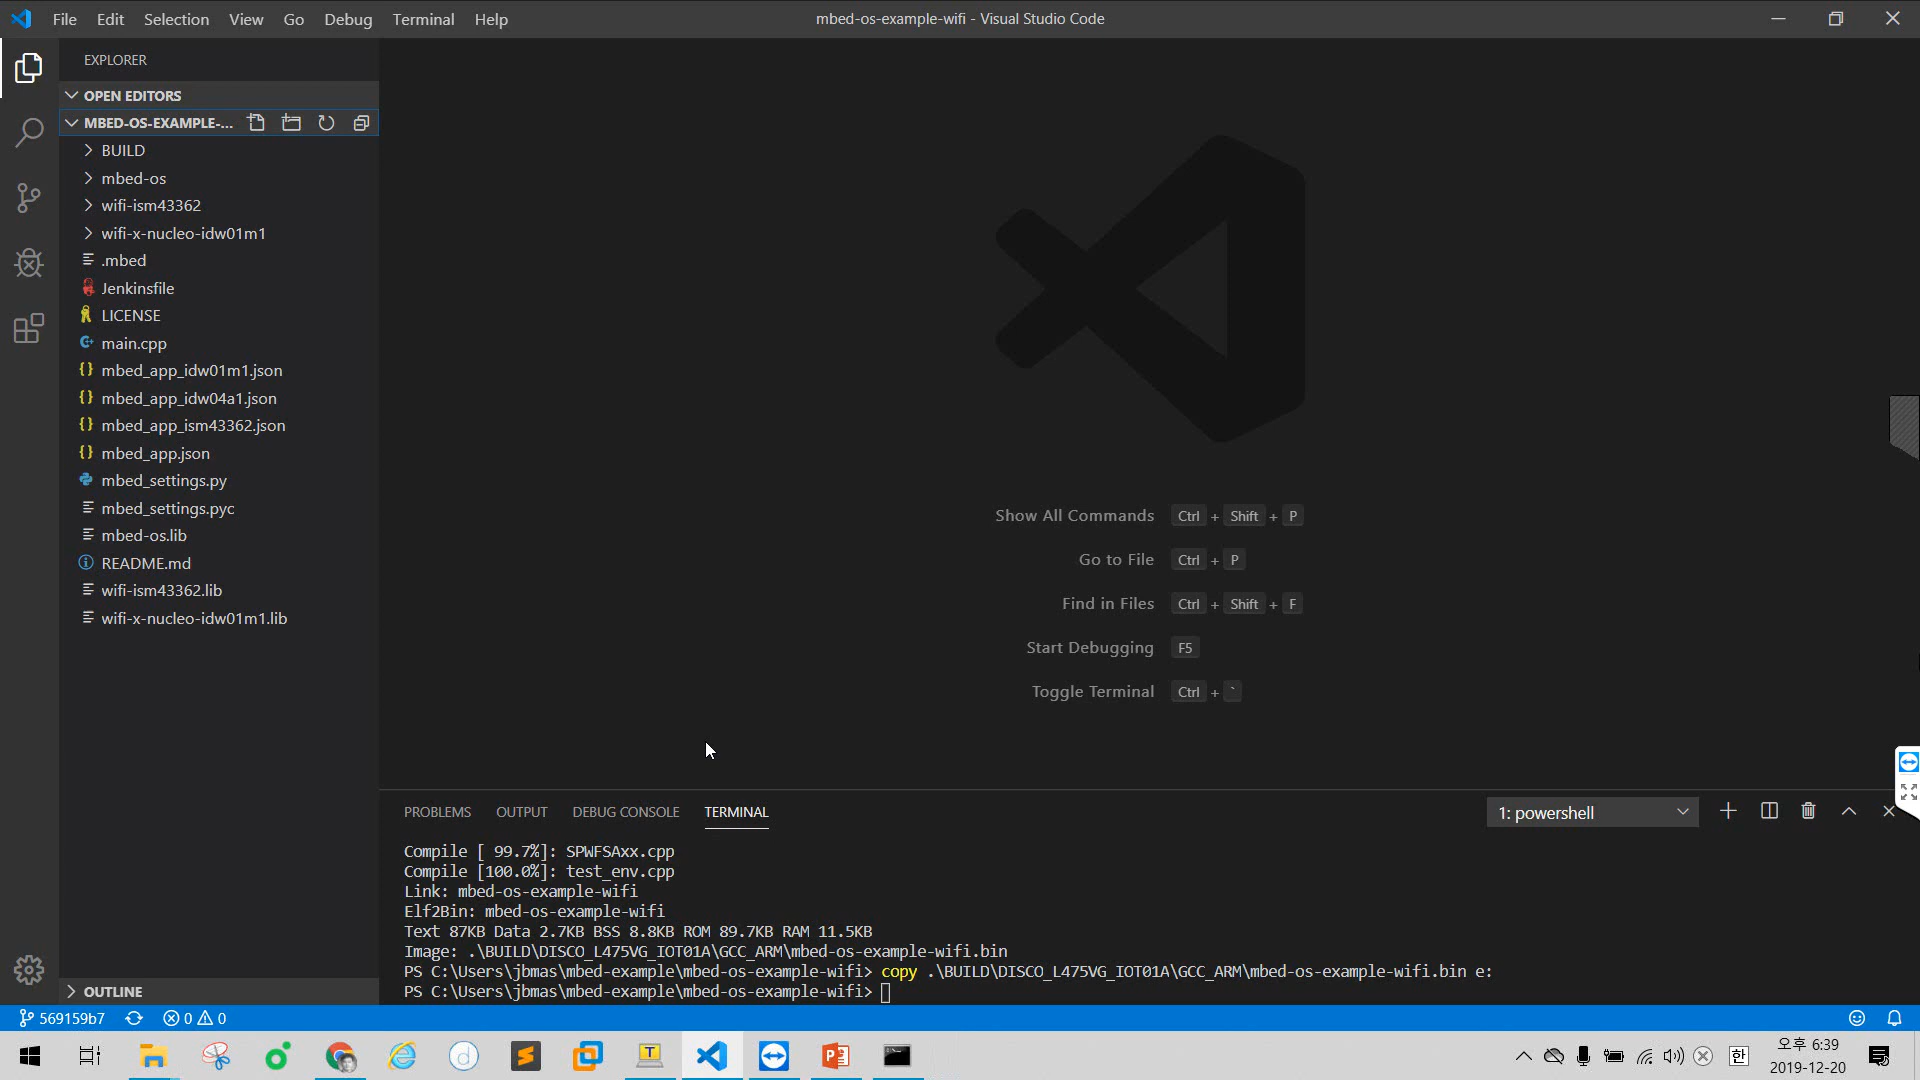 File Edit Selection View Go Debug Terminal Help
mbed-os-example-wifi - Visual Studio Code
EXPLORER
OPEN EDITORS
MBED-OS-EXAMPLE-...
BUILD
mbed-os
wifi-ism43362
wifi-x-nucleo-idw01m1
.mbed
Jenkinsfile
LICENSE
main.cpp
mbed_app_idw01m1.json
mbed_app_idw04a1.json
mbed_app_ism43362.json
mbed_app.json
mbed_settings.py
mbed_settings.pyc
mbed-os.lib
README.md
wifi-ism43362.lib
wifi-x-nucleo-idw01m1.lib
OUTLINE
Show All Commands Ctrl + Shift + P
Go to File Ctrl + P
Find in Files Ctrl + Shift + F
Start Debugging F5
Toggle Terminal Ctrl + `
PROBLEMS OUTPUT DEBUG CONSOLE TERMINAL
1: powershell
Compile [ 99.7%]: SPWFSAxx.cpp
Compile [100.0%]: test_env.cpp
Link: mbed-os-example-wifi
Elf2Bin: mbed-os-example-wifi
Text 87KB Data 2.7KB BSS 8.8KB ROM 89.7KB RAM 11.5KB
Image: .\BUILD\DISCO_L475VG_IOT01A\GCC_ARM\mbed-os-example-wifi.bin
PS C:\Users\jbmas\mbed-example\mbed-os-example-wifi> copy .\BUILD\DISCO_L475VG_IOT01A\GCC_ARM\mbed-os-example-wifi.bin e:
PS C:\Users\jbmas\mbed-example\mbed-os-example-wifi>
569159b7 0 0
한
오후 6:39
2019-12-20